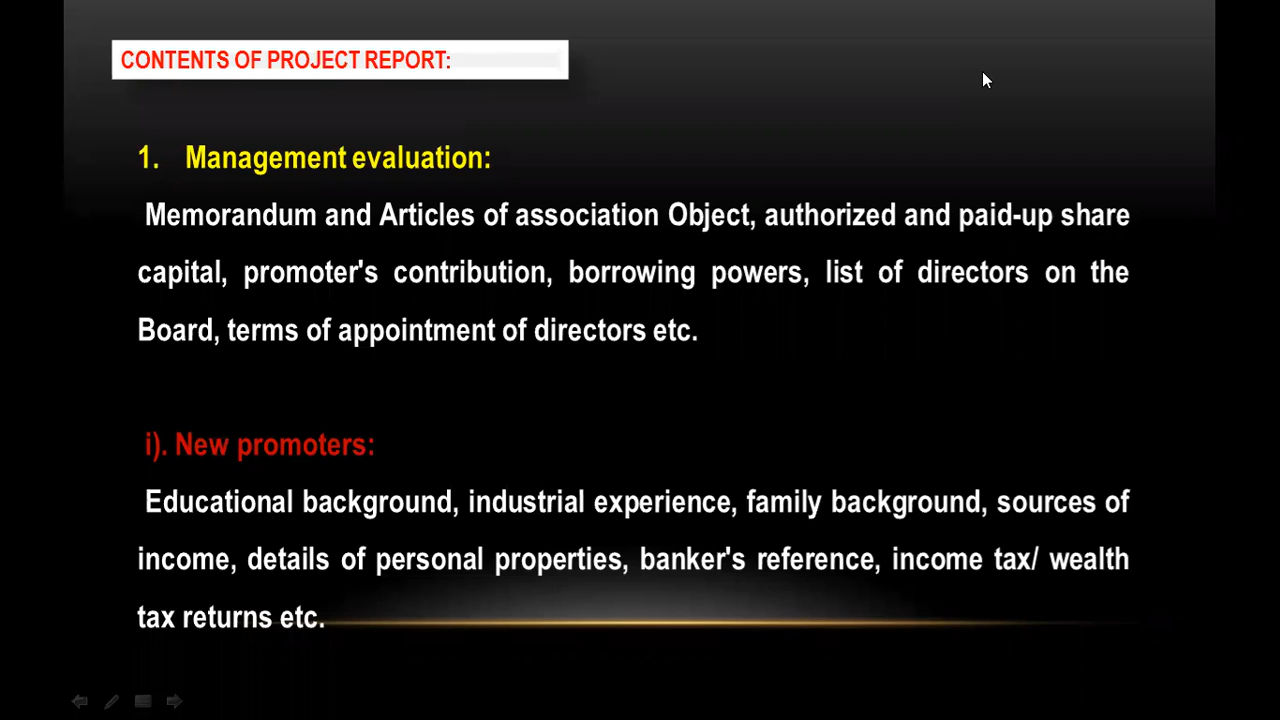 CONTENTS OF PROJECT REPORT:
1. Management evaluation:
Memorandum and Articles of association Object, authorized and paid-up share
capital, promoter's contribution, borrowing powers, list of directors on the
Board, terms of appointment of directors etc.
i). New promoters:
Educational background, industrial experience, family background, sources of
income, details of personal properties, banker's reference, income tax/ wealth
tax returns etc.